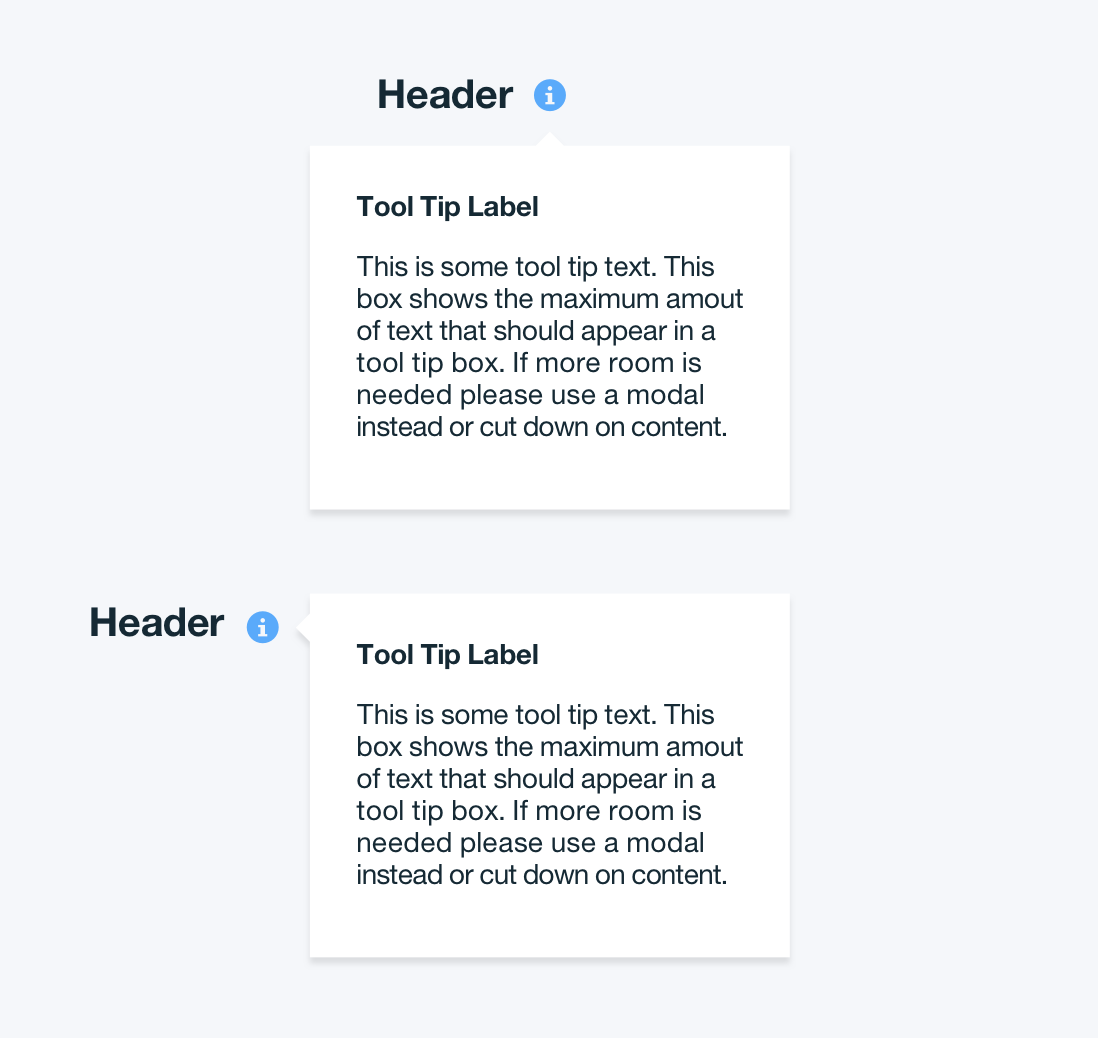 Header
Tool Tip Label
This is some tool tip text. This
box shows the maximum amout
of text that should appear in a
tool tip box. If more room is
needed please use a modal
instead or cut down on content.
Header
Tool Tip Label
This is some tool tip text. This
box shows the maximum amout
of text that should appear in a
tool tip box. If more room is
needed please use a modal
instead or cut down on content.